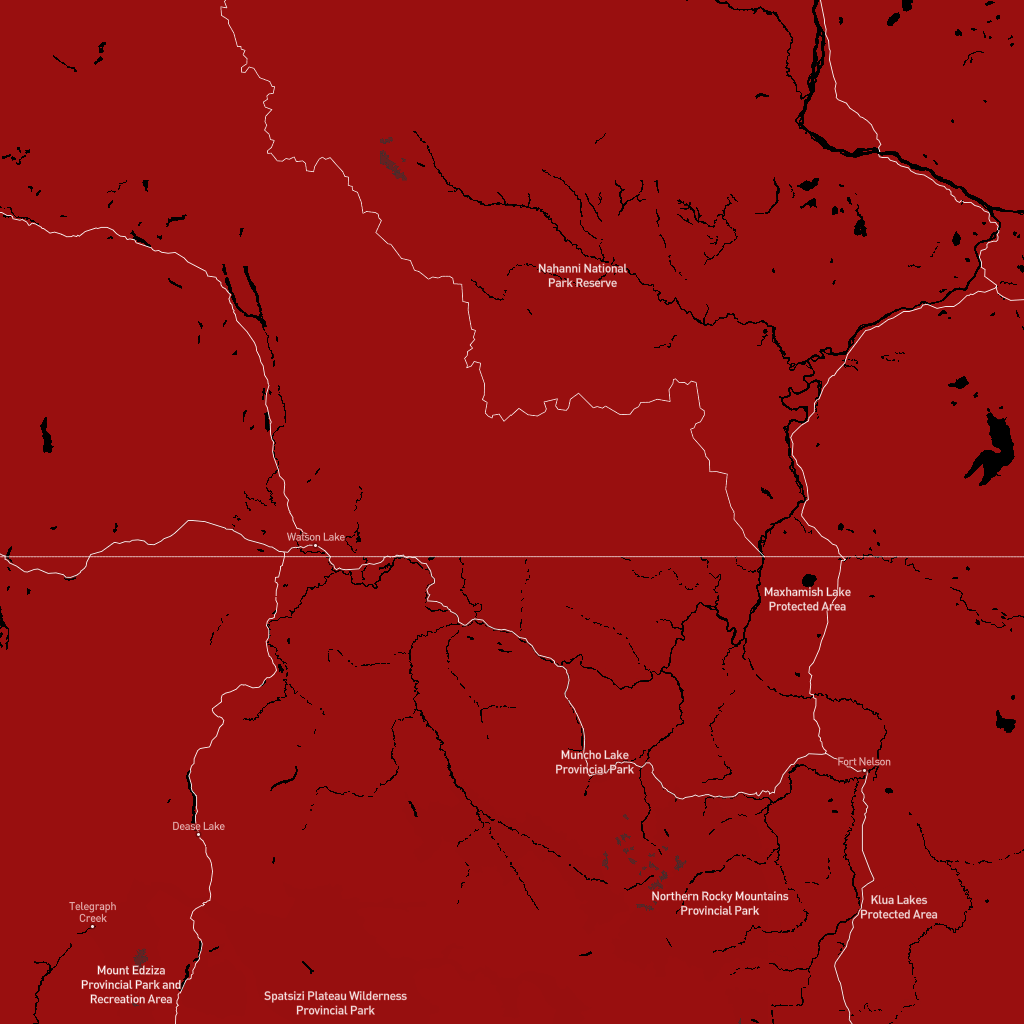 Nahanni National
Park Reserve
Watson Lake
Maxhamish Lake
Protected Area
Muncho Lake
Provincial Park
Fort Nelson
Dease Lake
Northern Rocky Mountains
Provincial Park
Klua Lakes
Protected Area
Telegraph
Creek
Mount Edziza
Provincial Park and
Recreation Area
Spatsizi Plateau Wilderness
Provincial Park